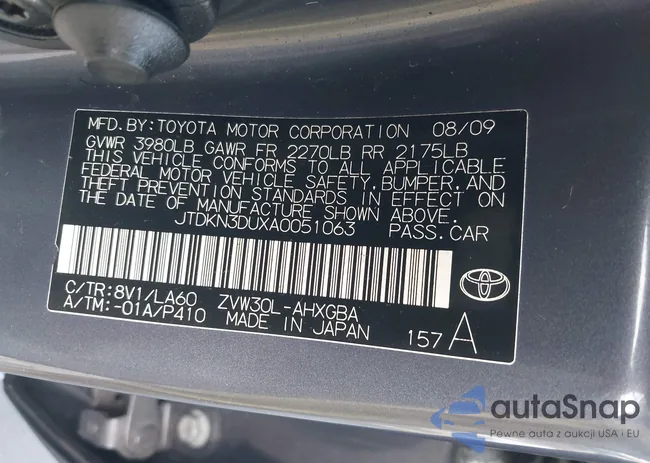 MFD. BY: TOYOTA MOTOR CORPORATION 08/09
GVWR 3980LB GAWR FR 2270LB RR 2175LB
THIS VEHICLE CONFORMS TO ALL APPLICABLE
FEDERAL MOTOR VEHICLE SAFETY, BUMPER, AND
THEFT PREVENTION STANDARDS IN EFFECT ON
THE DATE OF MANUFACTURE SHOWN ABOVE.
JTDKN3DUXA0051063 PASS.CAR
C/TR:8V1/LA60 ZVW30L-AHXGBA
A/TM:-01A/P410 MADE IN JAPAN 157 A
autaSnap
Pewne auta z aukcji USA i EU